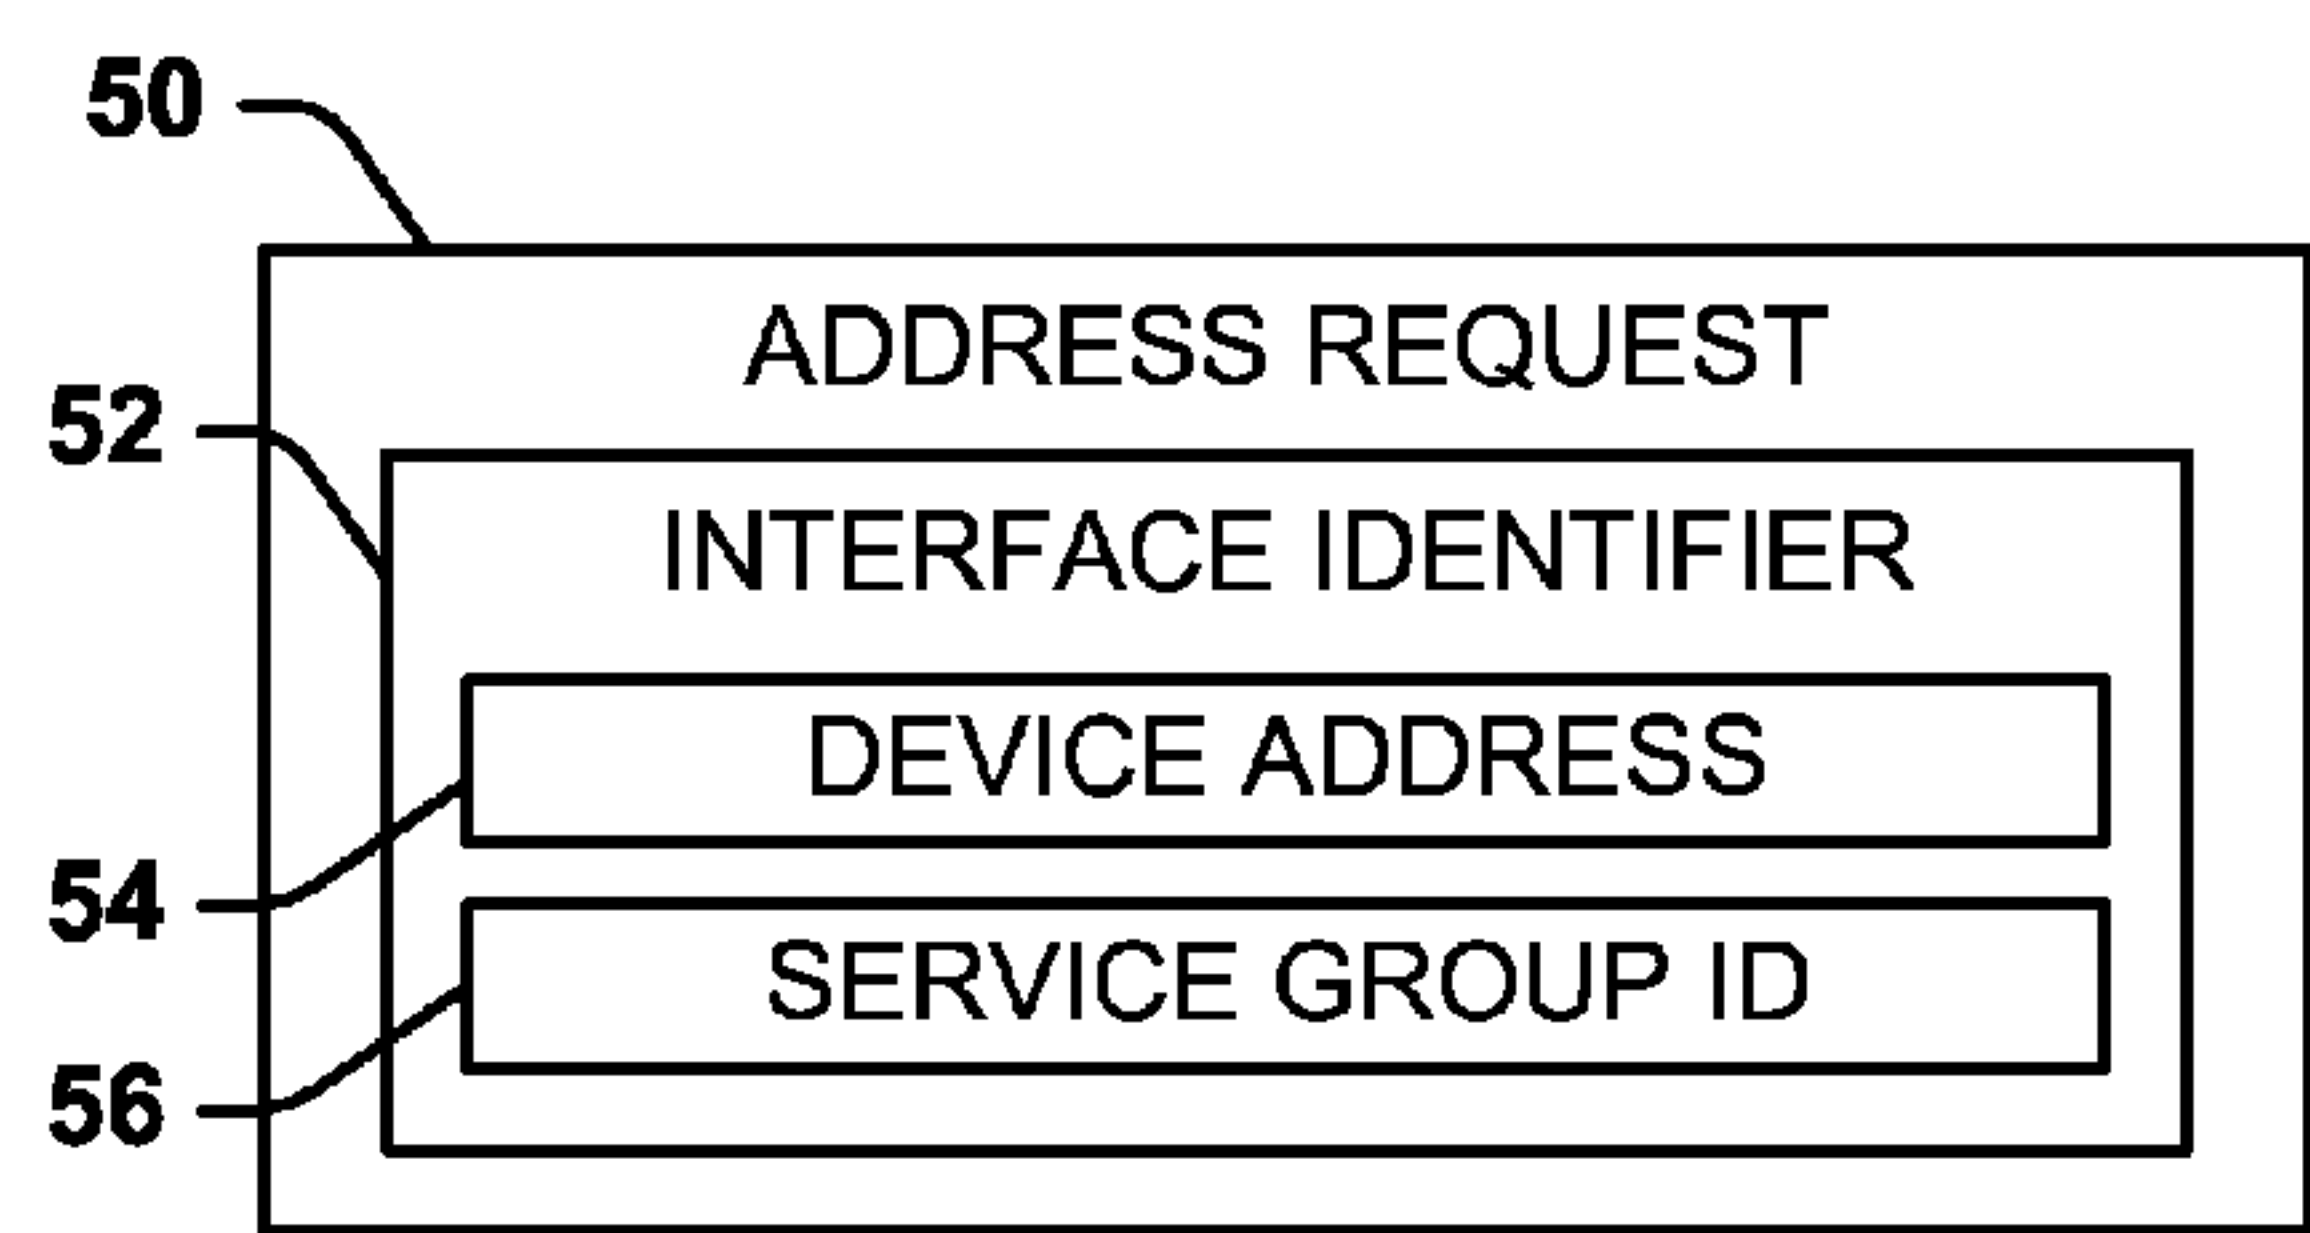 50
ADDRESS REQUEST
52
INTERFACE IDENTIFIER
DEVICE ADDRESS
54
SERVICE GROUP ID
56